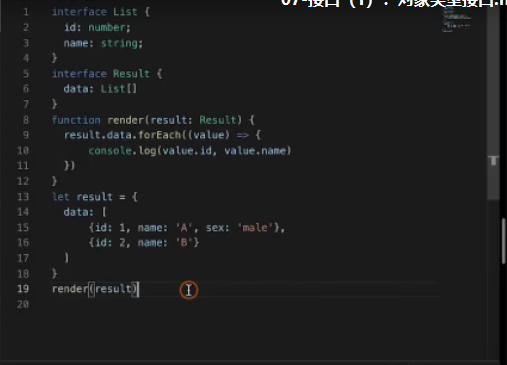 07-接口（1）：对象类型接口.m
1 interface List {
2 id: number;
3 name: string;
4 }
5 interface Result {
6 data: List[]
7 }
8 function render(result: Result) {
9 result.data.forEach((value) => {
10 console.log(value.id, value.name)
11 })
12 }
13 let result = {
14 data: [
15 {id: 1, name: 'A', sex: 'male'},
16 {id: 2, name: 'B'}
17 ]
18 }
19 render(result)
20